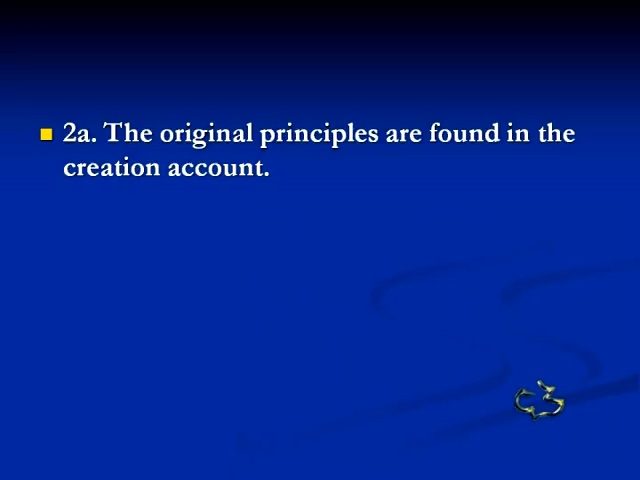 2a. The original principles are found in the
creation account.